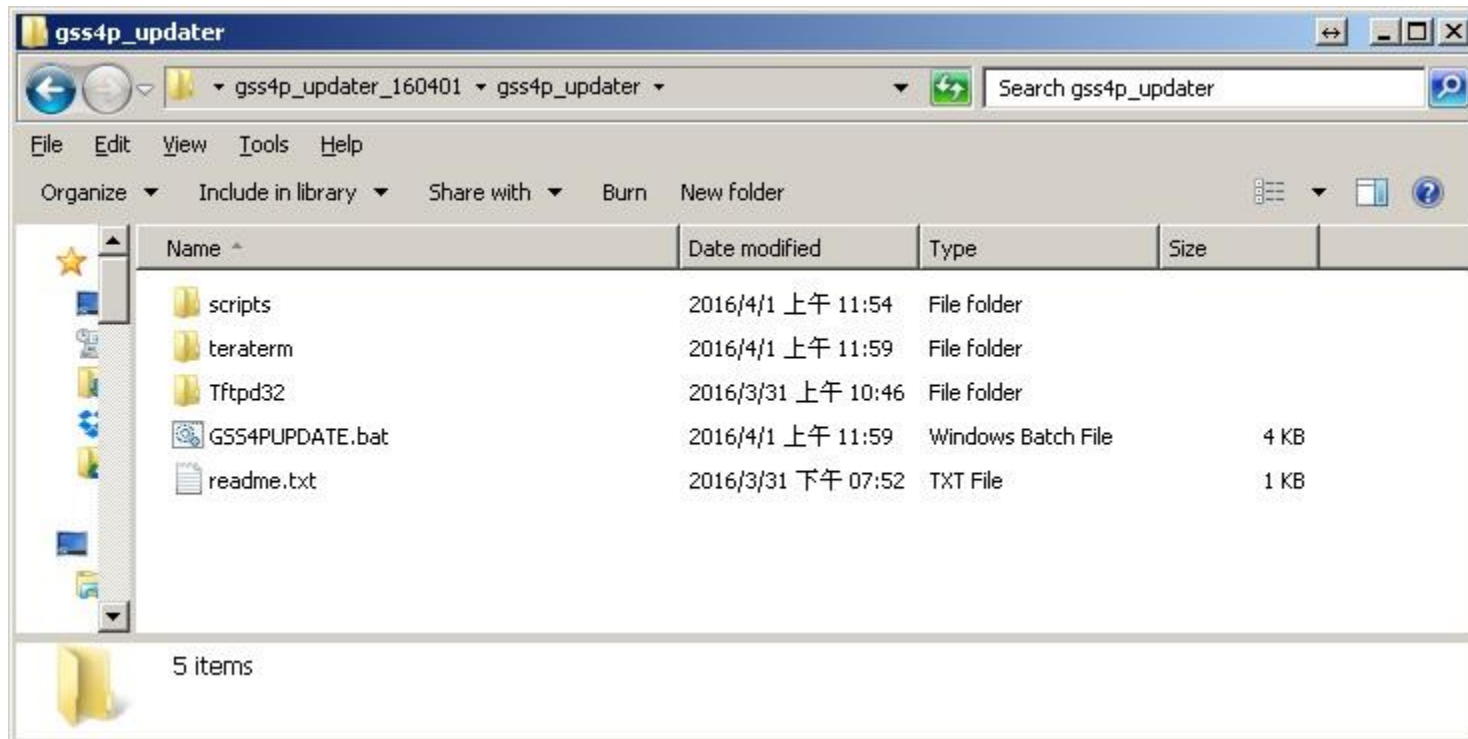 gss4p_updater
gss4p_updater_160401 gss4p_updater Search gss4p_updater
File Edit View Tools Help
Organize Include in library Share with Burn New folder
Name Date modified Type Size
scripts 2016/4/1 上午 11:54 File folder
teraterm 2016/4/1 上午 11:59 File folder
Tftpd32 2016/3/31 上午 10:46 File folder
GSS4PUPDATE.bat 2016/4/1 上午 11:59 Windows Batch File 4 KB
readme.txt 2016/3/31 下午 07:52 TXT File 1 KB
5 items